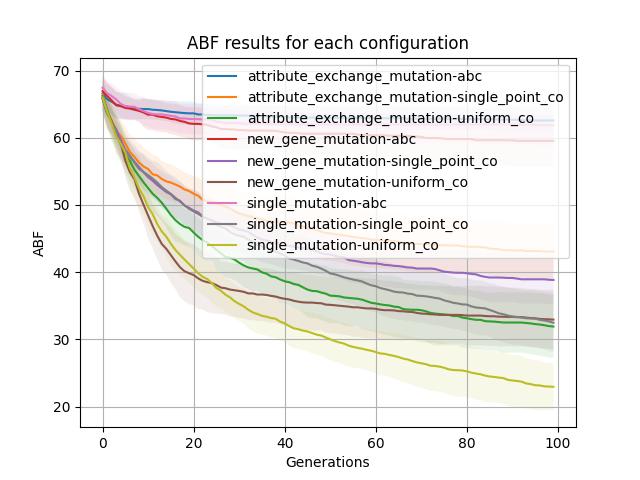 ABF results for each configuration
70
60
50
40
30
20
ABF
attribute_exchange_mutation-abc
attribute_exchange_mutation-single_point_co
attribute_exchange_mutation-uniform_co
new_gene_mutation-abc
new_gene_mutation-single_point_co
new_gene_mutation-uniform_co
single_mutation-abc
single_mutation-single_point_co
single_mutation-uniform_co
0 20 40 60 80 100
Generations